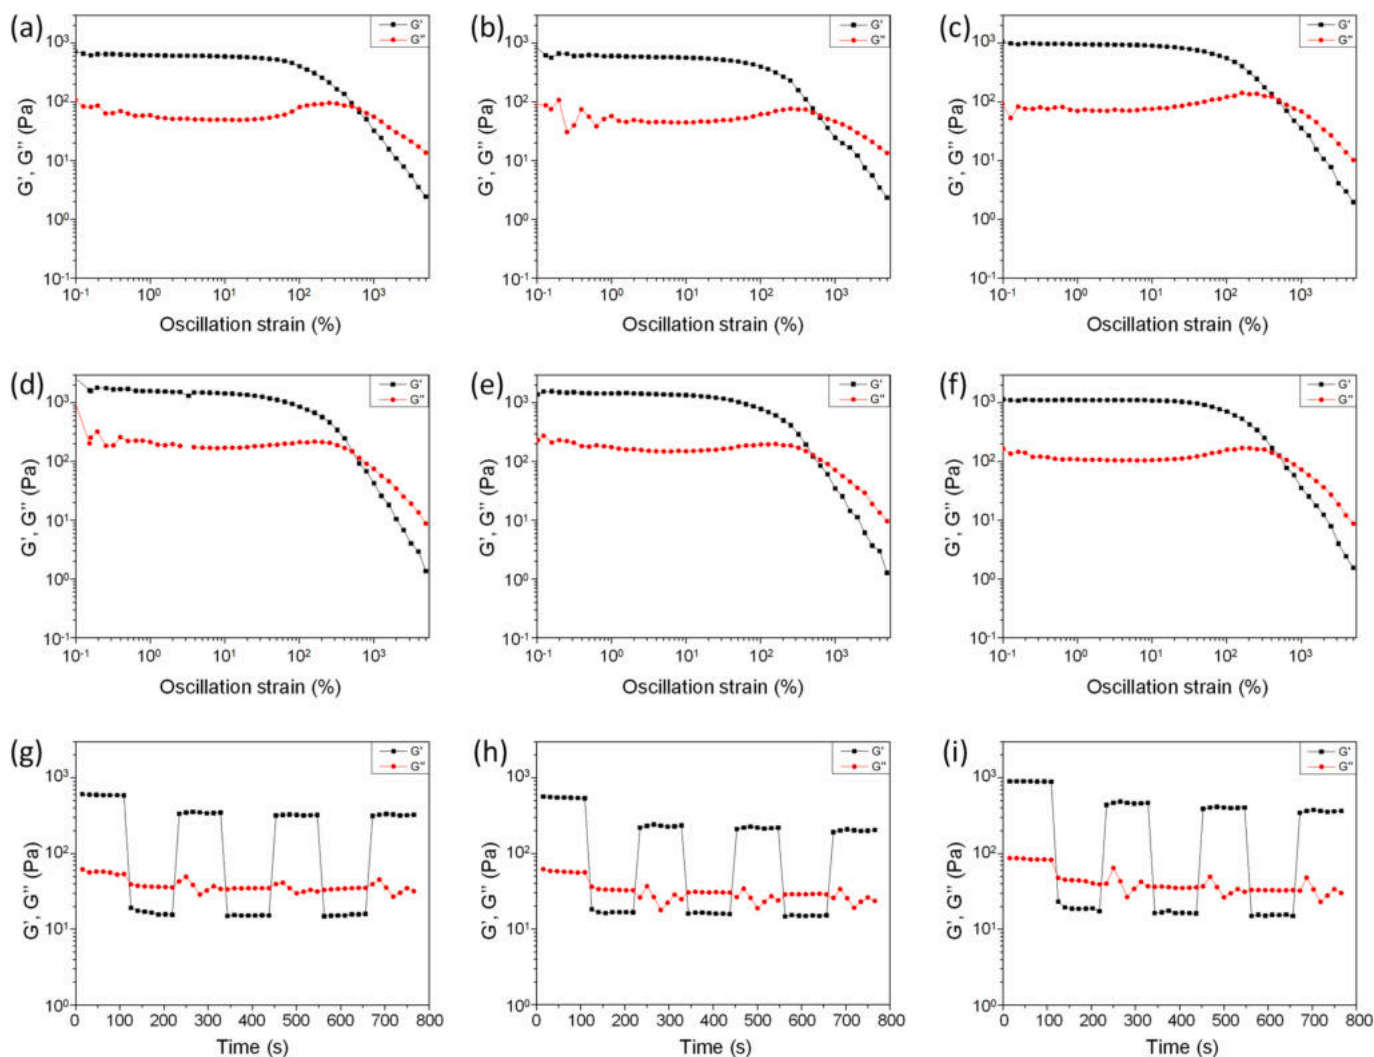 (a)
G'
G''
G', G'' (Pa)
10³
10²
10¹
10⁰
10⁻¹
10⁻¹ 10⁰ 10¹ 10² 10³
Oscillation strain (%)
(b)
G'
G''
G', G'' (Pa)
10³
10²
10¹
10⁰
10⁻¹
10⁻¹ 10⁰ 10¹ 10² 10³
Oscillation strain (%)
(c)
G'
G''
G', G'' (Pa)
10³
10²
10¹
10⁰
10⁻¹
10⁻¹ 10⁰ 10¹ 10² 10³
Oscillation strain (%)
(d)
G'
G''
G', G'' (Pa)
10³
10²
10¹
10⁰
10⁻¹
10⁻¹ 10⁰ 10¹ 10² 10³
Oscillation strain (%)
(e)
G'
G''
G', G'' (Pa)
10³
10²
10¹
10⁰
10⁻¹
10⁻¹ 10⁰ 10¹ 10² 10³
Oscillation strain (%)
(f)
G'
G''
G', G'' (Pa)
10³
10²
10¹
10⁰
10⁻¹
10⁻¹ 10⁰ 10¹ 10² 10³
Oscillation strain (%)
(g)
G'
G''
G', G'' (Pa)
10³
10²
10¹
10⁰
0 100 200 300 400 500 600 700 800
Time (s)
(h)
G'
G''
G', G'' (Pa)
10³
10²
10¹
10⁰
0 100 200 300 400 500 600 700 800
Time (s)
(i)
G'
G''
G', G'' (Pa)
10³
10²
10¹
10⁰
0 100 200 300 400 500 600 700 800
Time (s)